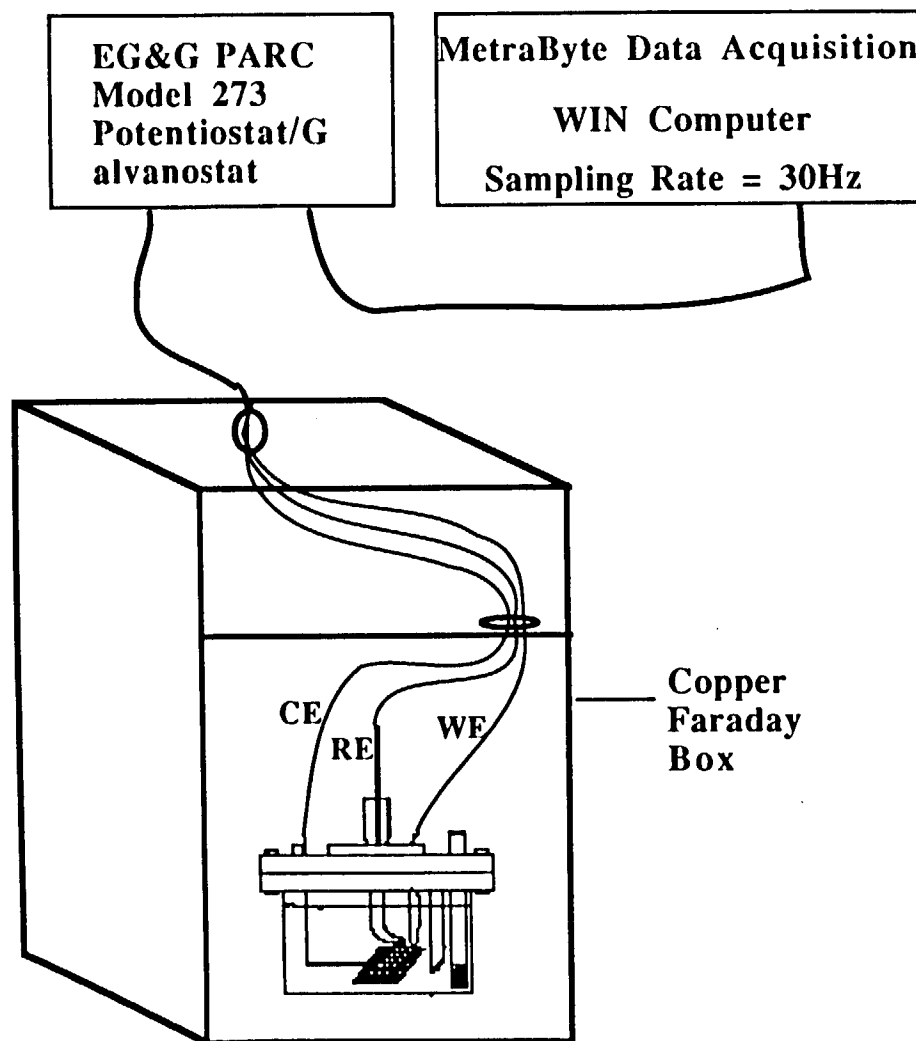 EG&G PARC
Model 273
Potentiostat/G
alvanostat
MetraByte Data Acquisition
WIN Computer
Sampling Rate = 30Hz
CE
RE
WE
Copper
Faraday
Box